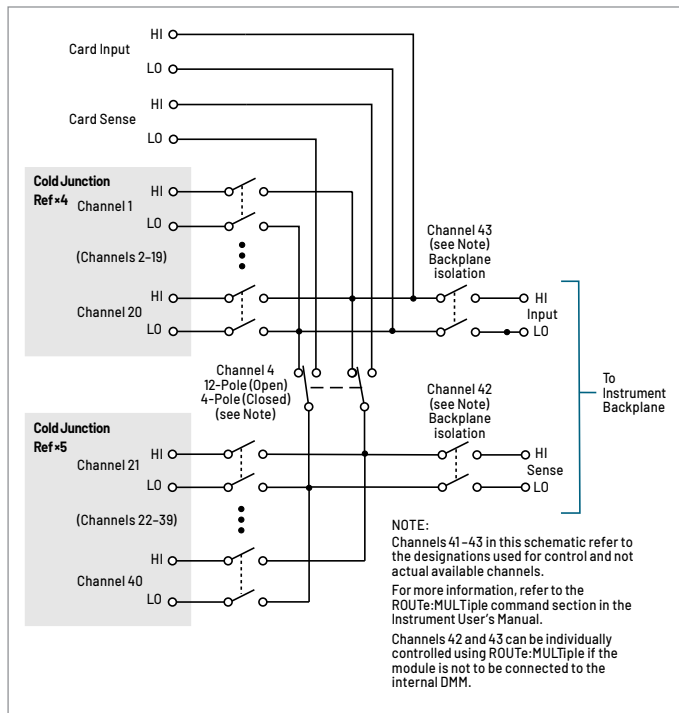 HI
Card Input
LO
HI
Card Sense
LO
Cold Junction
Ref×4
HI
Channel 1
LO
(Channels 2–19)
HI
Channel 20
LO
Channel 43
(see Note)
Backplane
isolation
HI
Input
LO
Channel 4
12-Pole (Open)
4-Pole (Closed)
(see Note)
To
Instrument
Backplane
Channel 42
(see Note)
Backplane
isolation
Cold Junction
Ref×5
HI
Channel 21
LO
(Channels 22–39)
HI
Channel 40
LO
HI
Sense
LO
NOTE:
Channels 41–43 in this schematic refer to
the designations used for control and not
actual available channels.
For more information, refer to the
ROUTe:MULTiple command section in the
Instrument User's Manual.
Channels 42 and 43 can be individually
controlled using ROUTe:MULTiple if the
module is not to be connected to the
internal DMM.